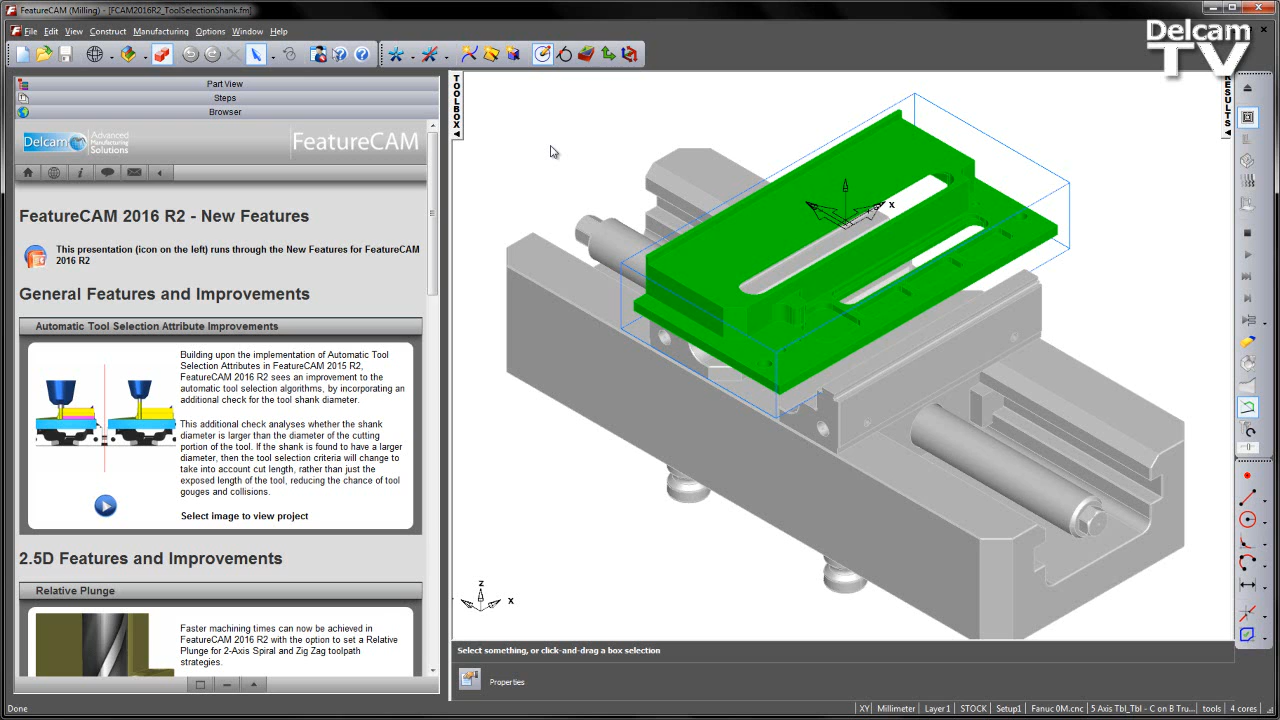 FeatureCAM (Milling) - [FCAM2016R2_ToolSelectionShank.fm]
File Edit View Construct Manufacturing Options Window Help
Delcam
TV
Part View
Steps
Browser
Delcam Advanced Manufacturing Solutions FeatureCAM
FeatureCAM 2016 R2 - New Features
This presentation (icon on the left) runs through the New Features for FeatureCAM
2016 R2
General Features and Improvements
Automatic Tool Selection Attribute Improvements
Building upon the implementation of Automatic Tool
Selection Attributes in FeatureCAM 2015 R2,
FeatureCAM 2016 R2 sees an improvement to the
automatic tool selection algorithms, by incorporating an
additional check for the tool shank diameter.
This additional check analyses whether the shank
diameter is larger than the diameter of the cutting
portion of the tool. If the shank is found to have a larger
diameter, then the tool selection criteria will change to
take into account cut length, rather than just the
exposed length of the tool, reducing the chance of tool
gouges and collisions.
Select image to view project
2.5D Features and Improvements
Relative Plunge
Faster machining times can now be achieved in
FeatureCAM 2016 R2 with the option to set a Relative
Plunge for 2-Axis Spiral and Zig Zag toolpath
strategies.
TOOLBOX
RESULTS
X
Z
X
Select something, or click-and-drag a box selection
Properties
Done
XY Millimeter Layer1 STOCK Setup1 Fanuc 0M.cnc 5 Axis Tbl_Tbl - C on B Tru... tools 4 cores